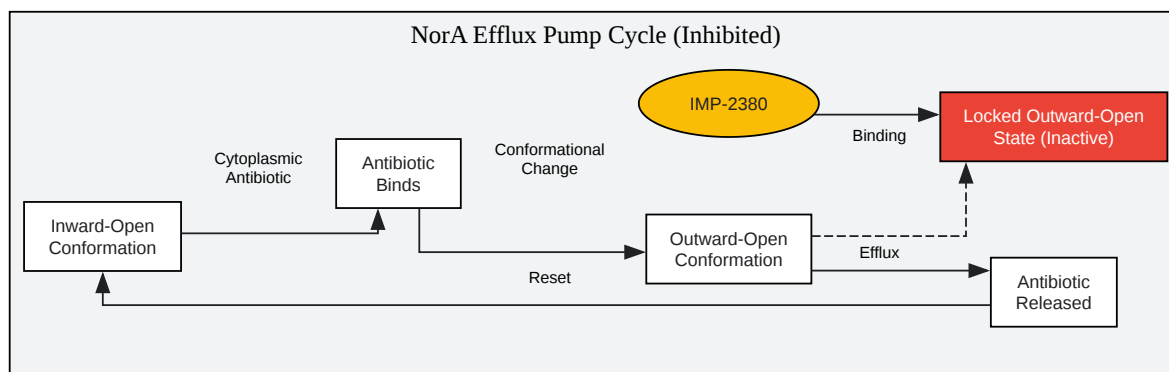 NorA Efflux Pump Cycle (Inhibited)
IMP-2380
Binding
Locked Outward-Open
State (Inactive)
Cytoplasmic
Antibiotic
Antibiotic
Binds
Conformational
Change
Inward-Open
Conformation
Outward-Open
Conformation
Efflux
Reset
Antibiotic
Released